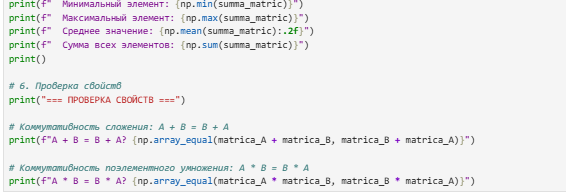 print(f"  Минимальный элемент: {np.min(summa_matric)}")
print(f"  Максимальный элемент: {np.max(summa_matric)}")
print(f"  Среднее значение: {np.mean(summa_matric):.2f}")
print(f"  Сумма всех элементов: {np.sum(summa_matric)}")
print()
# 6. Проверка свойств
print("=== ПРОВЕРКА СВОЙСТВ ===")
# Коммутативность сложения: A + B = B + A
print(f"A + B = B + A? {np.array_equal(matrica_A + matrica_B, matrica_B + matrica_A)}")
# Коммутативность поэлементного умножения: A * B = B * A
print(f"A * B = B * A? {np.array_equal(matrica_A * matrica_B, matrica_B * matrica_A)}")